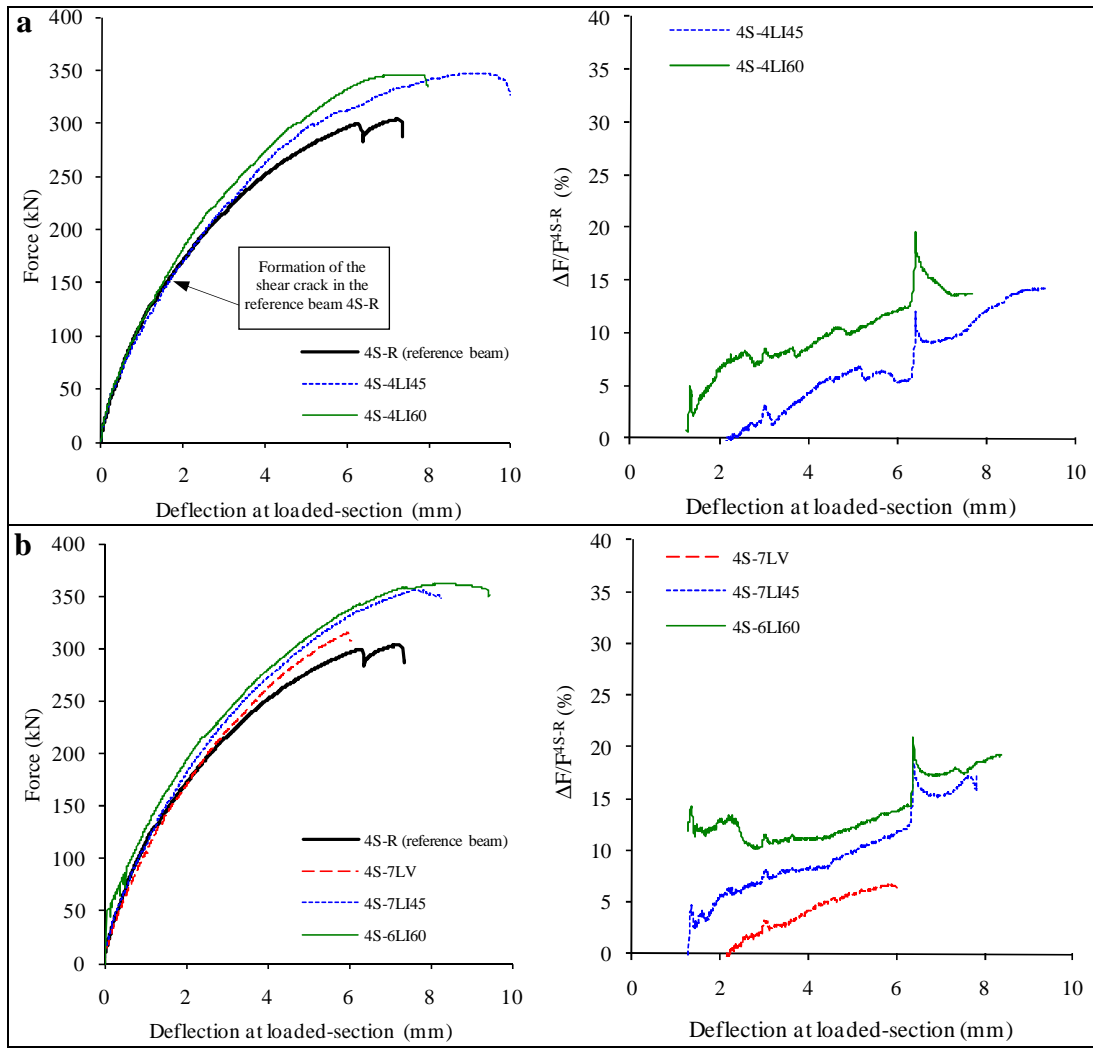 a
400
350
300
250
200
150
100
50
0
Force (kN)
0 2 4 6 8 10
Deflection at loaded-section (mm)
Formation of the
shear crack in the
reference beam 4S-R
4S-R (reference beam)
4S-4LI45
4S-4LI60
40
35
30
25
20
15
10
5
0
ΔF/F^4S-R (%)
0 2 4 6 8 10
Deflection at loaded-section (mm)
4S-4LI45
4S-4LI60
b
400
350
300
250
200
150
100
50
0
Force (kN)
0 2 4 6 8 10
Deflection at loaded-section (mm)
4S-R (reference beam)
4S-7LV
4S-7LI45
4S-6LI60
40
35
30
25
20
15
10
5
0
ΔF/F^4S-R (%)
0 2 4 6 8 10
Deflection at loaded-section (mm)
4S-7LV
4S-7LI45
4S-6LI60